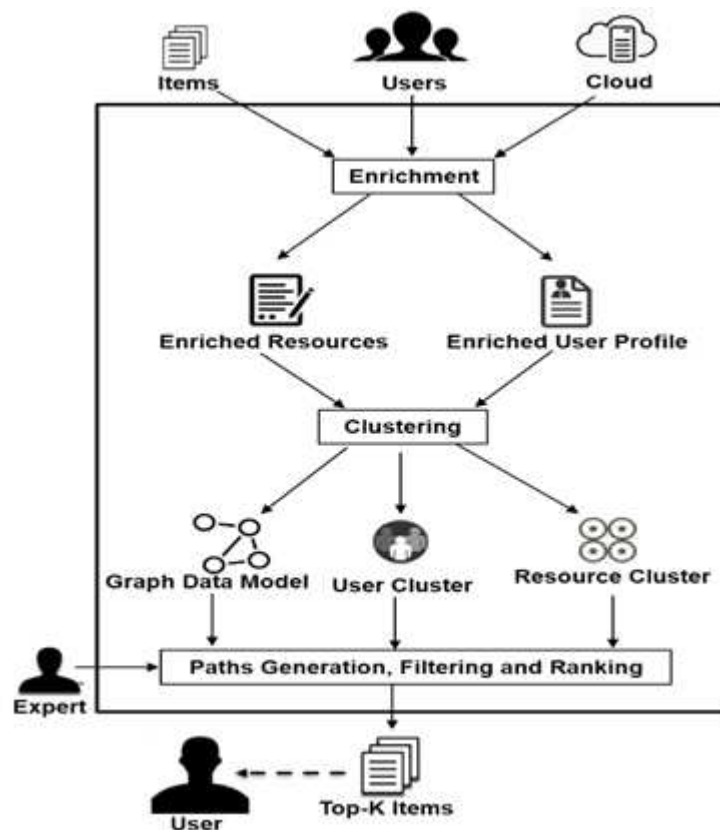 Items
Users
Cloud
Enrichment
Enriched Resources
Enriched User Profile
Clustering
Graph Data Model
User Cluster
Resource Cluster
Paths Generation, Filtering and Ranking
Expert
User
Top-K Items